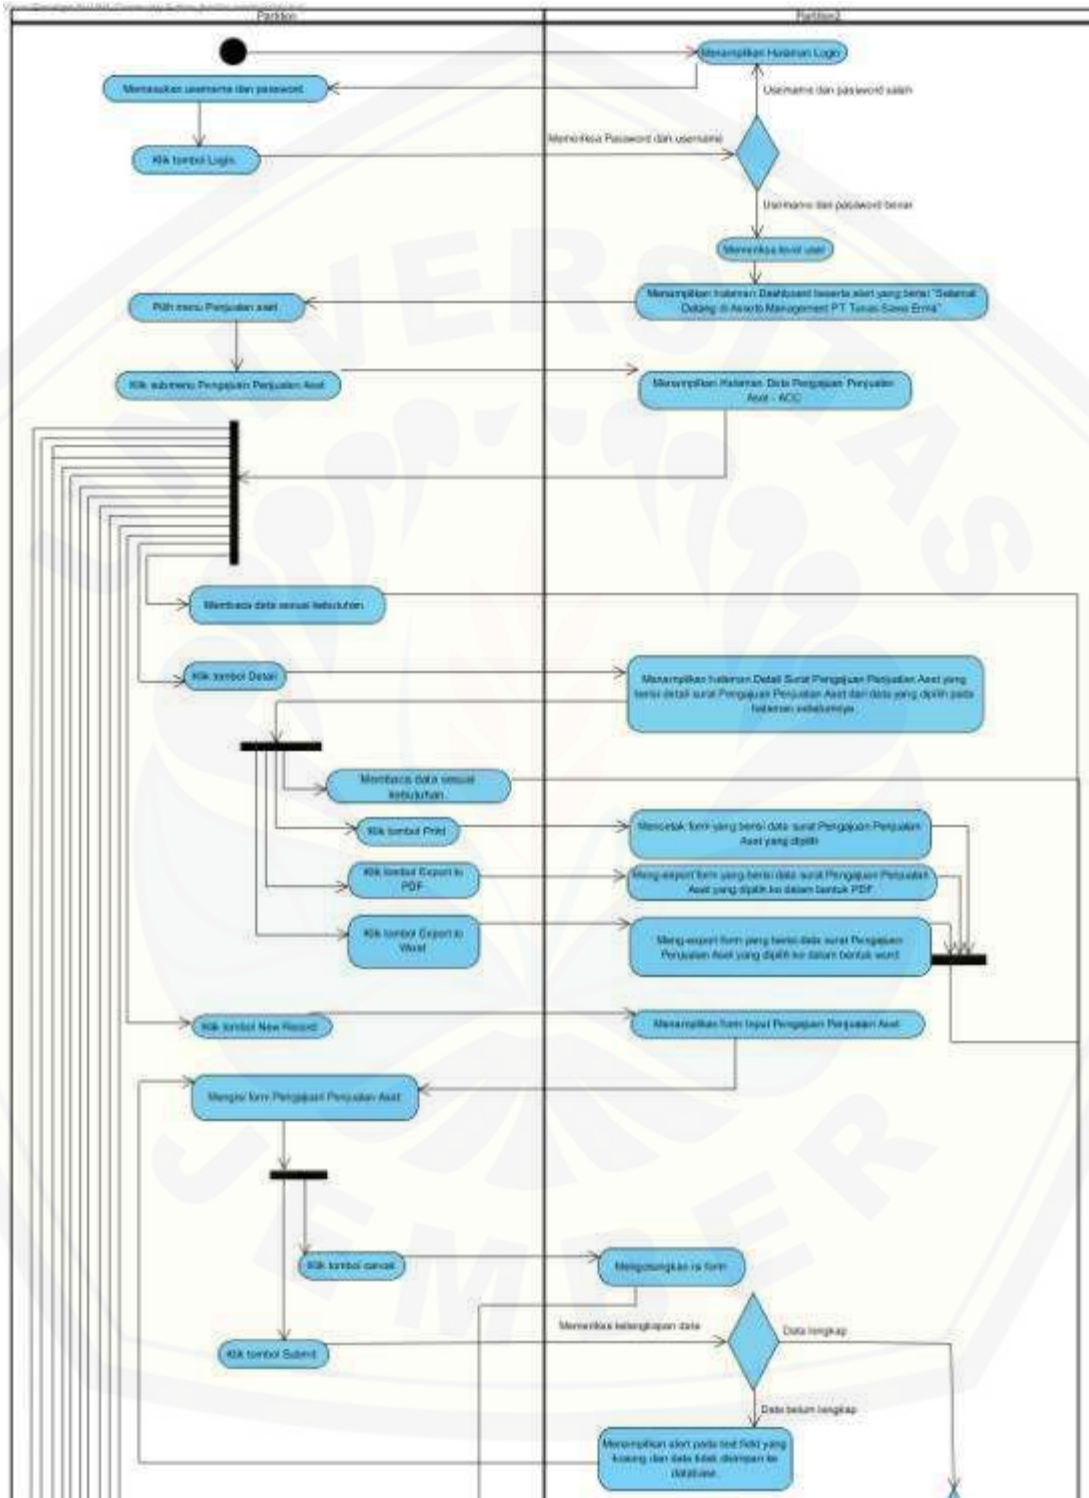 Partition
Partition2
Menampilkan Halaman Login
Memasukan username dan password
Username dan password salah
Memeriksa Password dan username
Klik tombol Login
Username dan password benar
Memeriksa level user
Menampilkan halaman Dashboard beserta alert yang berisi "Selamat
Datang di Assets Management PT Tunas Sawa Erma"
Pilih menu Penjualan aset
Klik submenu Pengajuan Penjualan Aset
Menampilkan Halaman Data Pengajuan Penjualan
Aset - ACC
Membaca data sesuai kebutuhan
Klik tombol Detail
Menampilkan halaman Detail Surat Pengajuan Penjualan Aset yang
berisi detail surat Pengajuan Penjualan Aset dari data yang dipilih pada
halaman sebelumnya
Membaca data sesuai
kebutuhan
Klik tombol Print
Mencetak form yang berisi data surat Pengajuan Penjualan
Aset yang dipilih
Klik tombol Export to
PDF
Meng-export form yang berisi data surat Pengajuan Penjualan
Aset yang dipilih ke dalam bentuk PDF
Klik tombol Export to
Word
Meng-export form yang berisi data surat Pengajuan
Penjualan Aset yang dipilih ke dalam bentuk word
Klik tombol New Record
Menampilkan form Input Pengajuan Penjualan Aset
Mengisi form Pengajuan Penjualan Aset
Klik tombol cancel
Mengosongkan isi form
Memeriksa kelengkapan data
Data lengkap
Klik tombol Submit
Data belum lengkap
Menampilkan alert pada text field yang
kosong dan data tidak disimpan ke
database
UNIVERSITAS
JEMBER